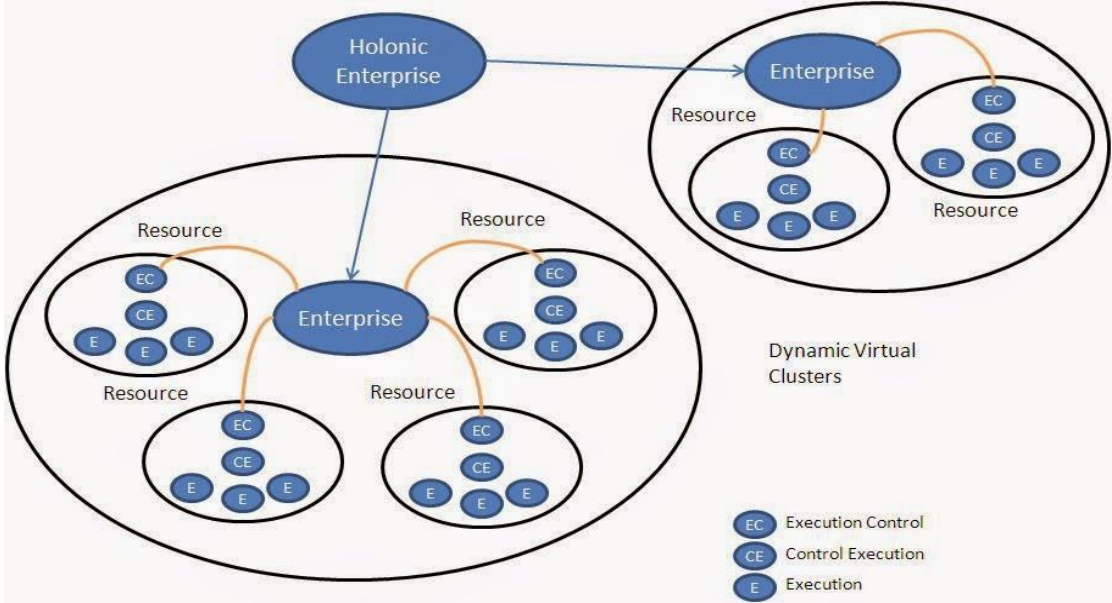 Holonic
Enterprise
Enterprise
Resource
EC
CE
E
E
E
EC
CE
E
E
E
Resource
Resource
Resource
EC
CE
E
E
E
Enterprise
EC
CE
E
E
E
Resource
EC
CE
E
E
E
Resource
EC
CE
E
E
E
Dynamic Virtual
Clusters
EC Execution Control
CE Control Execution
E Execution